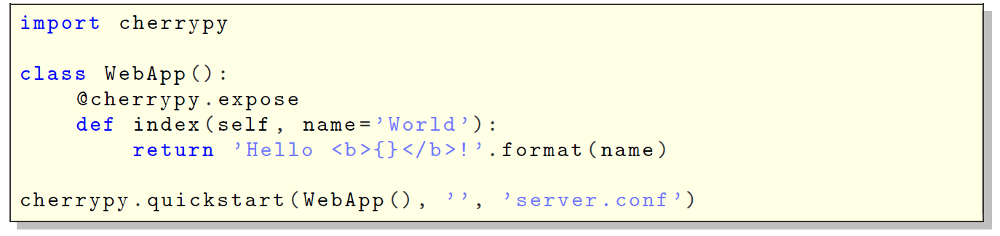 import cherrypy
class WebApp():
@cherrypy.expose
def index(self, name='World'):
return 'Hello <b>{}</b>!'.format(name)
cherrypy.quickstart(WebApp(), '', 'server.conf')